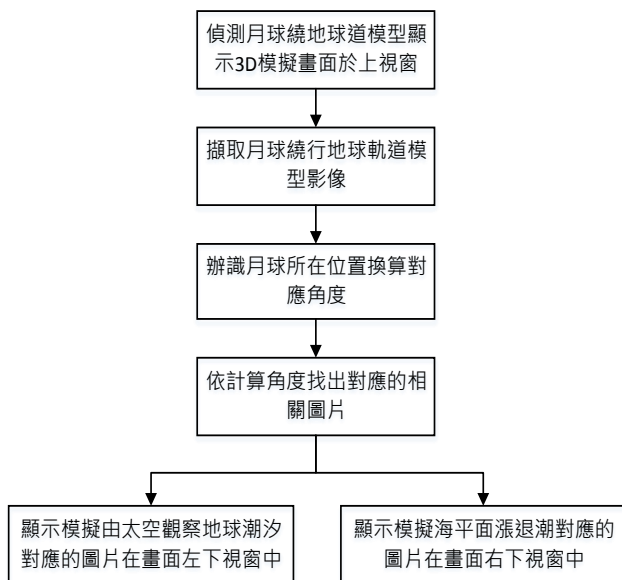 偵測月球繞地球道模型顯
示3D模擬畫面於上視窗
擷取月球繞行地球軌道模
型影像
辦識月球所在位置換算對
應角度
依計算角度找出對應的相
關圖片
顯示模擬由太空觀察地球潮汐
對應的圖片在畫面左下視窗中
顯示模擬海平面漲退潮對應的
圖片在畫面右下視窗中